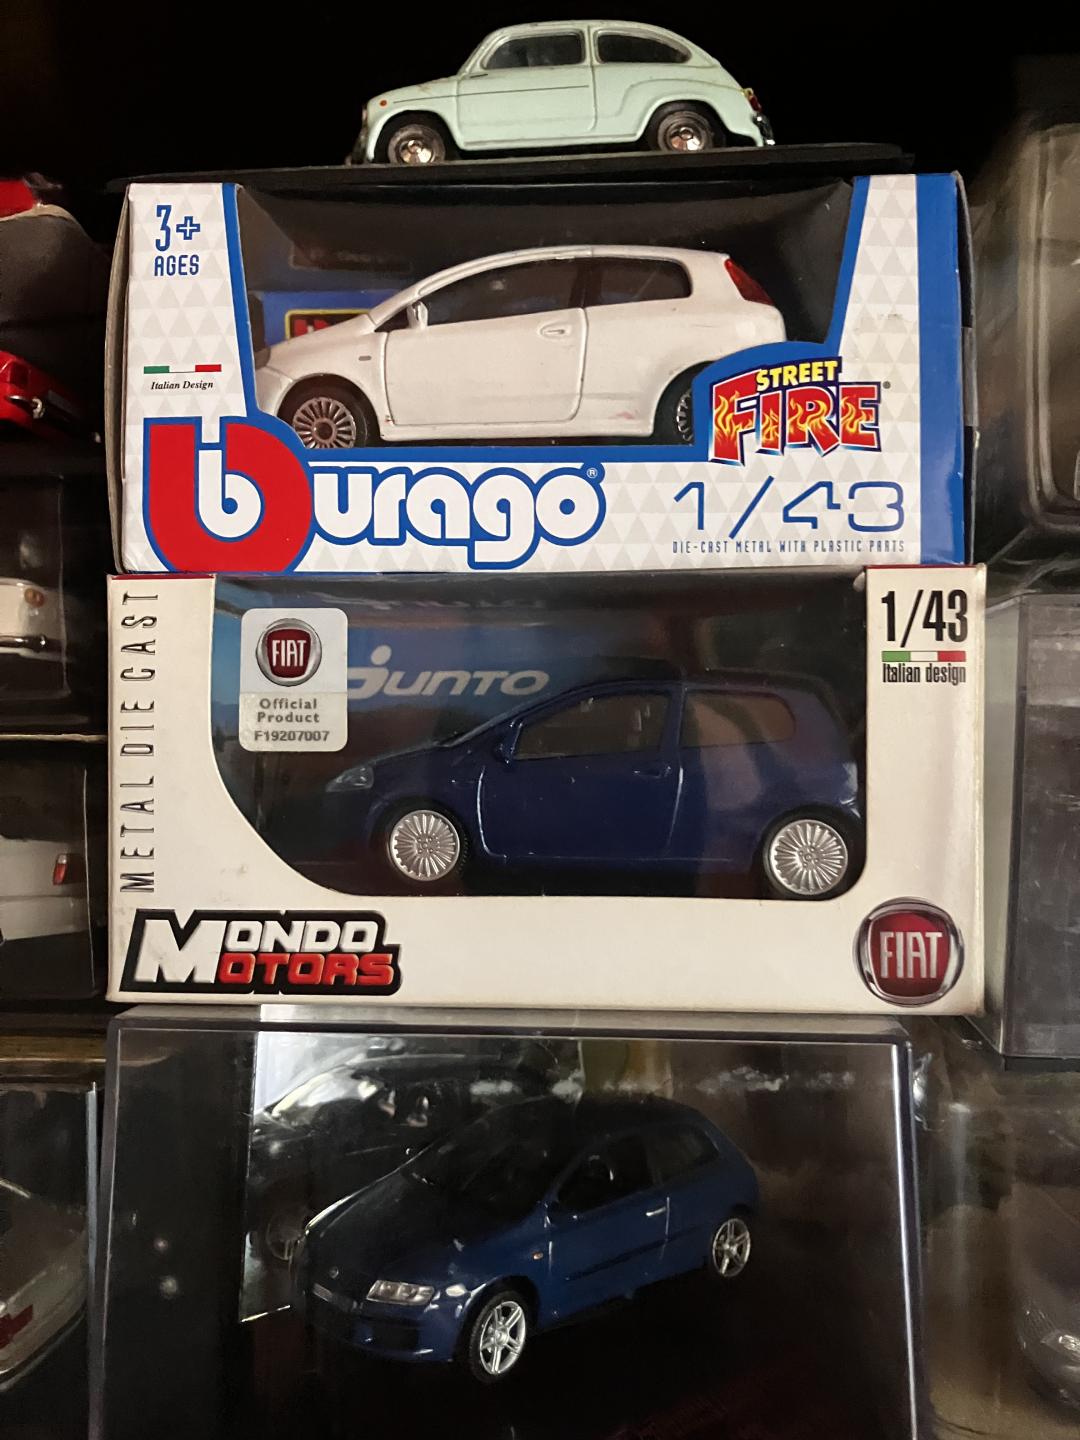 3+
AGES
Italian Design
STREET
FIRE
burago®
1/43
DIE-CAST METAL WITH PLASTIC PARTS
METAL DIE CAST
FIAT
Official
Product
F19207007
PUNTO
1/43
Italian design
MONDO
MOTORS
FIAT